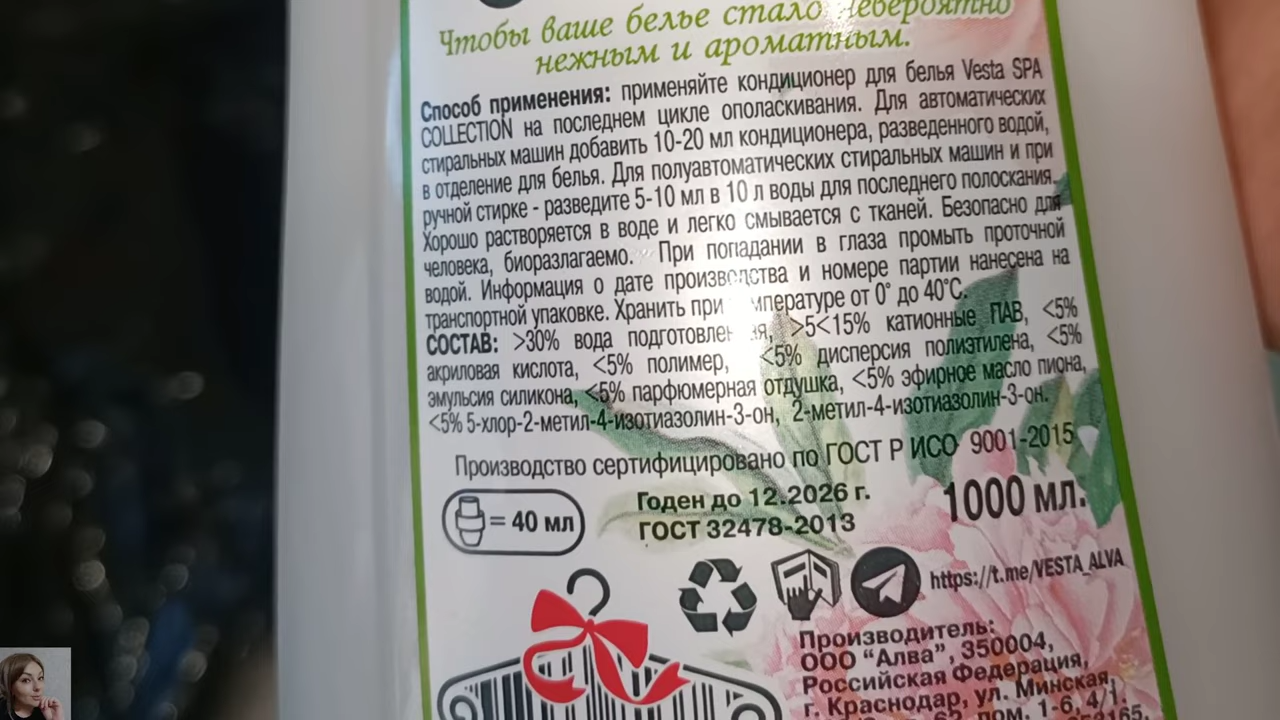 Чтобы ваше белье стало невероятно
нежным и ароматным.
Способ применения: применяйте кондиционер для белья Vesta SPA
COLLECTION на последнем цикле ополаскивания. Для автоматических
стиральных машин добавить 10-20 мл кондиционера, разведенного водой,
в отделение для белья. Для полуавтоматических стиральных машин и при
ручной стирке - разведите 5-10 мл в 10 л воды для последнего полоскания.
Хорошо растворяется в воде и легко смывается с тканей. Безопасно для
человека, биоразлагаемо. При попадании в глаза промыть проточной
водой. Информация о дате производства и номере партии нанесена на
транспортной упаковке. Хранить при температуре от 0° до 40°С.
СОСТАВ: >30% вода подготовленная, >5<15% катионные ПАВ, <5%
акриловая кислота, <5% полимер, <5% дисперсия полиэтилена, <5%
эмульсия силикона, <5% парфюмерная отдушка, <5% эфирное масло пиона,
<5% 5-хлор-2-метил-4-изотиазолин-3-он, 2-метил-4-изотиазолин-3-он.
Производство сертифицировано по ГОСТ Р ИСО 9001-2015
= 40 мл
Годен до 12.2026 г.
ГОСТ 32478-2013
1000 мл.
https://t.me/VESTA_ALVA
Производитель:
ООО "Алва", 350004,
Российская Федерация,
г. Краснодар, ул. Минская,
пом. 1-6, 4/1.